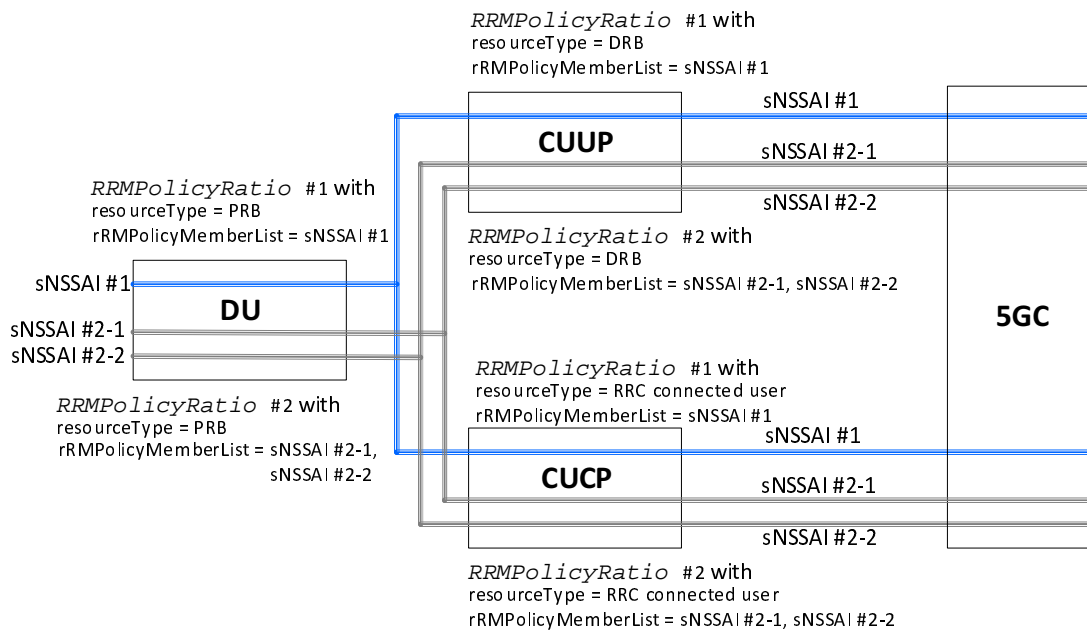 RRMPolicyRatio #1 with
resourceType = DRB
rRMPolicyMemberList = sNSSAI #1
sNSSAI #1
CUUP
sNSSAI #2-1
sNSSAI #2-2
RRMPolicyRatio #1 with
resourceType = PRB
rRMPolicyMemberList = sNSSAI #1
RRMPolicyRatio #2 with
resourceType = DRB
rRMPolicyMemberList = sNSSAI #2-1, sNSSAI #2-2
sNSSAI #1
DU
sNSSAI #2-1
sNSSAI #2-2
5GC
RRMPolicyRatio #1 with
resourceType = RRC connected user
rRMPolicyMemberList = sNSSAI #1
RRMPolicyRatio #2 with
resourceType = PRB
rRMPolicyMemberList = sNSSAI #2-1,
sNSSAI #2-2
sNSSAI #1
CUCP
sNSSAI #2-1
sNSSAI #2-2
RRMPolicyRatio #2 with
resourceType = RRC connected user
rRMPolicyMemberList = sNSSAI #2-1, sNSSAI #2-2